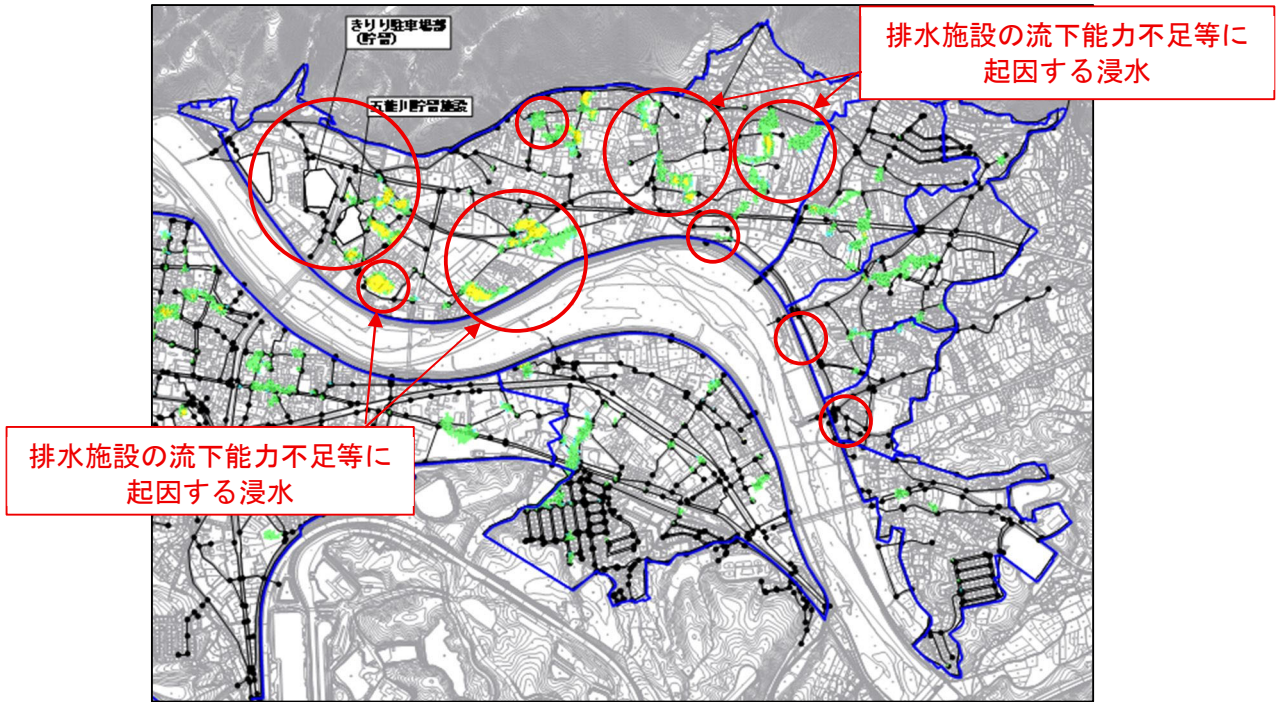 きりり駐車場部
(貯留)
五雑川貯留施設
排水施設の流下能力不足等に
起因する浸水
排水施設の流下能力不足等に
起因する浸水